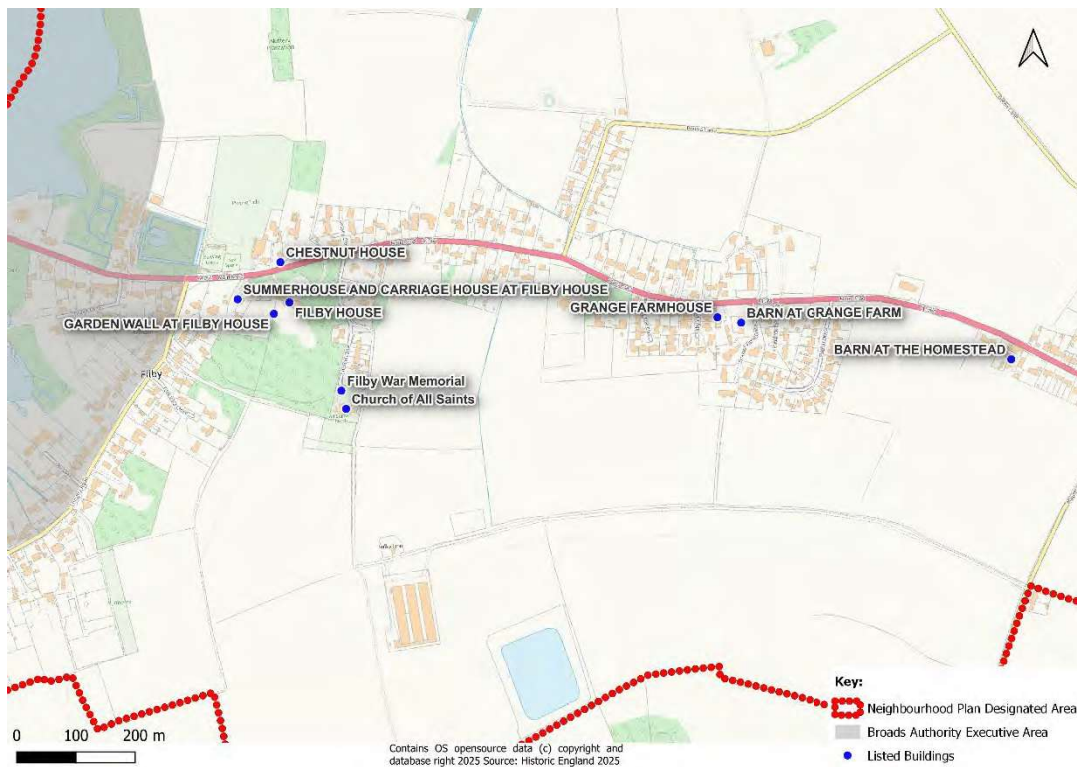 CHESTNUT HOUSE
SUMMERHOUSE AND CARRIAGE HOUSE AT FILBY HOUSE
FILBY HOUSE
GARDEN WALL AT FILBY HOUSE
GRANGE FARMHOUSE
BARN AT GRANGE FARM
BARN AT THE HOMESTEAD
Filby
Filby War Memorial
Church of All Saints
Key:
Neighbourhood Plan Designated Area
Broads Authority Executive Area
Listed Buildings
0 100 200 m
Contains OS opensource data (c) copyright and
database right 2025 Source: Historic England 2025